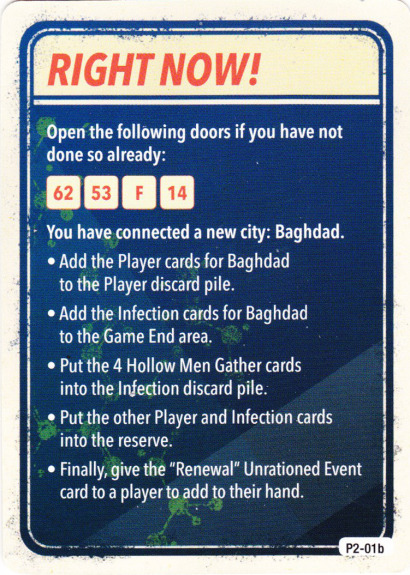 RIGHT NOW!
Open the following doors if you have not
done so already:
62 53 F 14
You have connected a new city: Baghdad.
• Add the Player cards for Baghdad
to the Player discard pile.
• Add the Infection cards for Baghdad
to the Game End area.
• Put the 4 Hollow Men Gather cards
into the Infection discard pile.
• Put the other Player and Infection cards
into the reserve.
• Finally, give the “Renewal” Unrationed Event
card to a player to add to their hand.
P2-01b